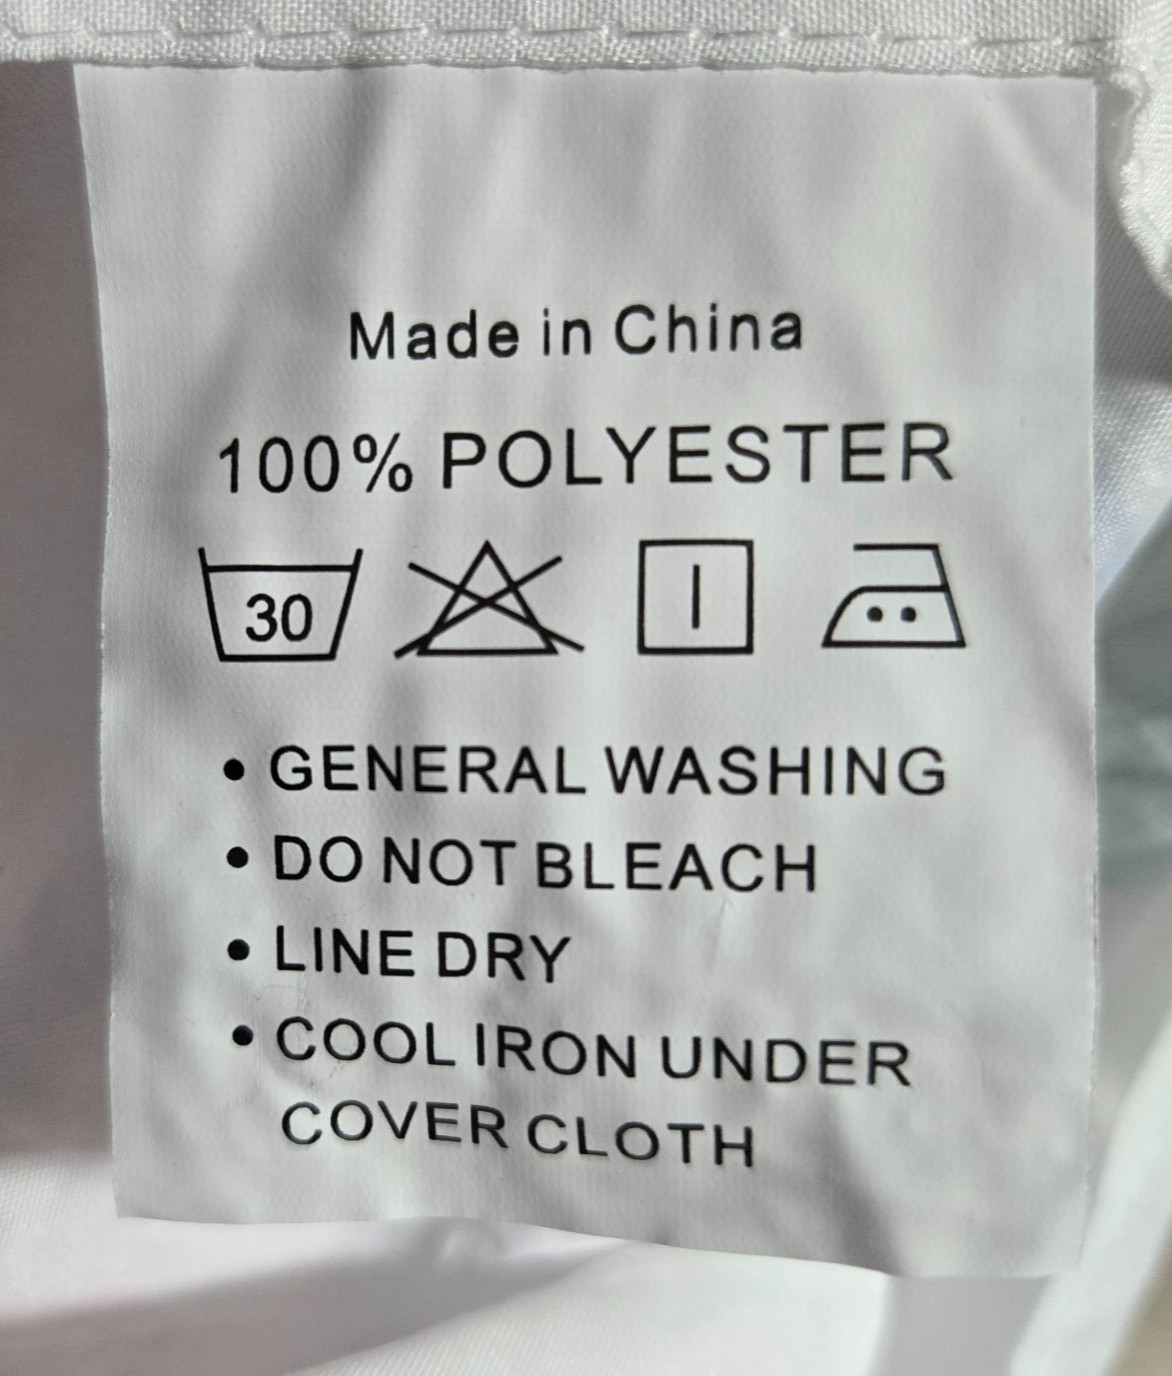 Made in China
100% POLYESTER
30
• GENERAL WASHING
• DO NOT BLEACH
• LINE DRY
• COOL IRON UNDER
COVER CLOTH